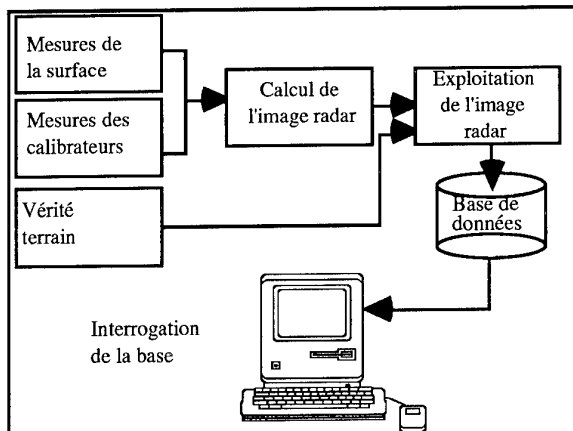 Mesures de
la surface
Mesures des
calibrateurs
Vérité
terrain
Calcul de
l'image radar
Exploitation
de l'image
radar
Base de
données
Interrogation
de la base